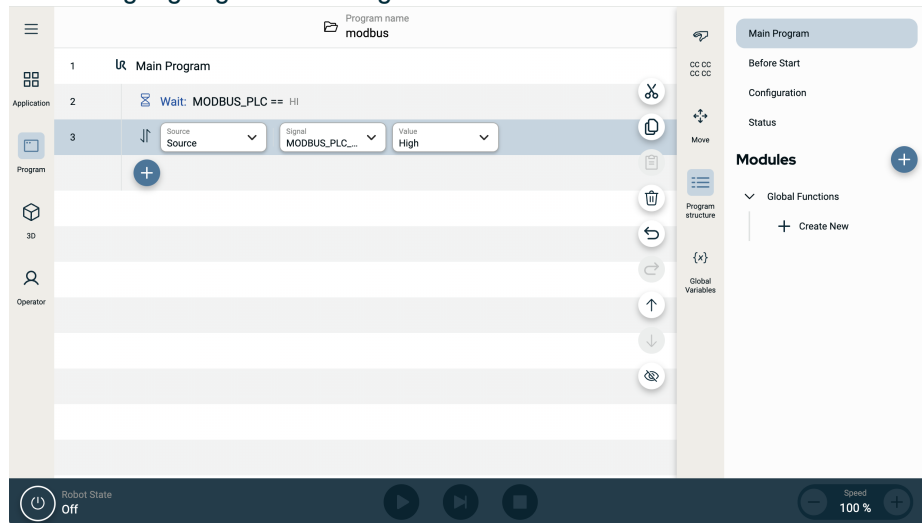 Program name
modbus
Application
Program
3D
Operator
1 Main Program
2 Wait: MODBUS_PLC == HI
3
Source
Source
Signal
MODBUS_PLC_...
Value
High
CC CC
CC CC
Move
Program
structure
{x}
Global
Variables
Main Program
Before Start
Configuration
Status
Modules
Global Functions
Create New
Robot State
Off
Speed
100 %